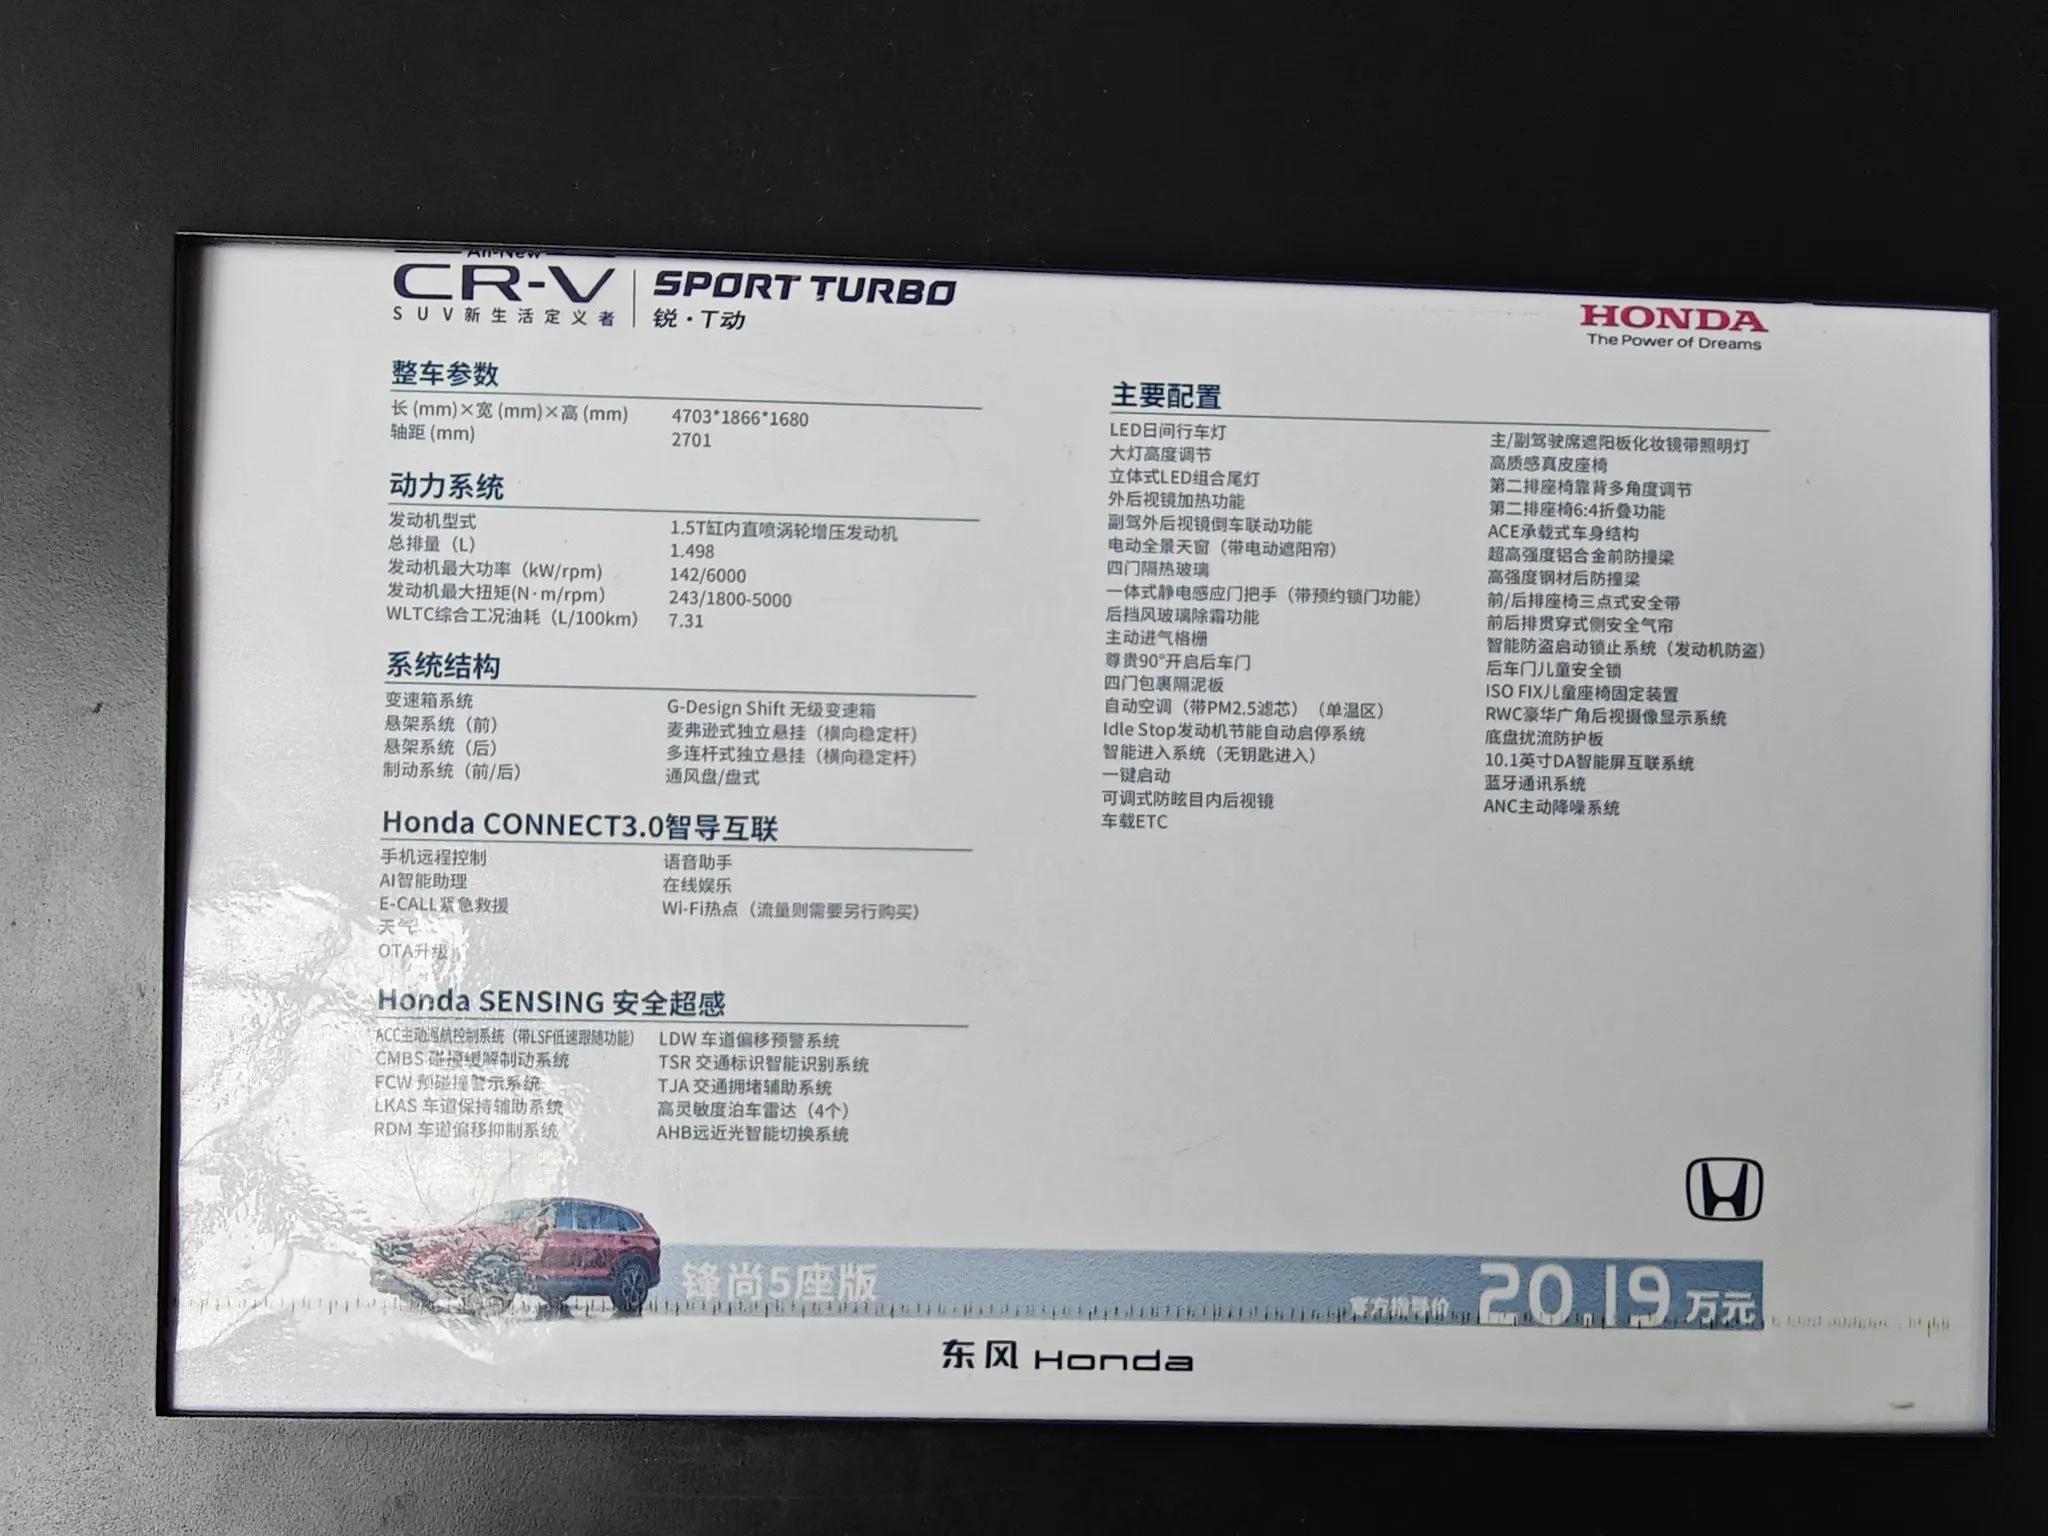 All-New
CR-V
SUV新生活定义者
SPORT TURBO
锐·T动
HONDA
The Power of Dreams
整车参数
长 (mm)×宽 (mm)×高 (mm) 4703*1866*1680
轴距 (mm) 2701
动力系统
发动机型式 1.5T缸内直喷涡轮增压发动机
总排量（L） 1.498
发动机最大功率（kW/rpm) 142/6000
发动机最大扭矩(N·m/rpm） 243/1800-5000
WLTC综合工况油耗（L/100km） 7.31
系统结构
变速箱系统 G-Design Shift 无级变速箱
悬架系统（前） 麦弗逊式独立悬挂（横向稳定杆）
悬架系统（后） 多连杆式独立悬挂（横向稳定杆）
制动系统（前/后） 通风盘/盘式
Honda CONNECT3.0智导互联
手机远程控制 语音助手
AI智能助理 在线娱乐
E-CALL紧急救援 Wi-Fi热点（流量则需要另行购买）
天气
OTA升级
Honda SENSING 安全超感
ACC主动巡航控制系统（带LSF低速跟随功能） LDW 车道偏移预警系统
CMBS 碰撞缓解制动系统 TSR 交通标识智能识别系统
FCW 预碰撞警示系统 TJA 交通拥堵辅助系统
LKAS 车道保持辅助系统 高灵敏度泊车雷达（4个）
RDM 车道偏移抑制系统 AHB远近光智能切换系统
主要配置
LED日间行车灯
大灯高度调节
立体式LED组合尾灯
外后视镜加热功能
副驾外后视镜倒车联动功能
电动全景天窗（带电动遮阳帘）
四门隔热玻璃
一体式静电感应门把手（带预约锁门功能）
后挡风玻璃除霜功能
主动进气格栅
尊贵90°开启后车门
四门包裹隔泥板
自动空调（带PM2.5滤芯）（单温区）
Idle Stop发动机节能自动启停系统
智能进入系统（无钥匙进入）
一键启动
可调式防眩目内后视镜
车载ETC
主/副驾驶席遮阳板化妆镜带照明灯
高质感真皮座椅
第二排座椅靠背多角度调节
第二排座椅6:4折叠功能
ACE承载式车身结构
超高强度铝合金前防撞梁
高强度钢材后防撞梁
前/后排座椅三点式安全带
前后排贯穿式侧安全气帘
智能防盗启动锁止系统（发动机防盗）
后车门儿童安全锁
ISO FIX儿童座椅固定装置
RWC豪华广角后视摄像显示系统
底盘扰流防护板
10.1英寸DA智能屏互联系统
蓝牙通讯系统
ANC主动降噪系统
锋尚5座版
官方指导价 20.19 万元
东风 Honda